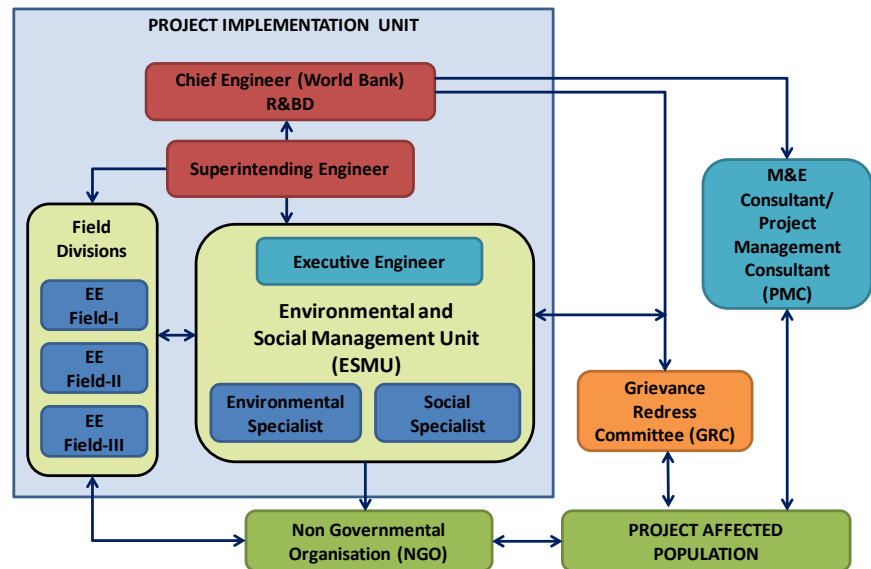 PROJECT IMPLEMENTATION UNIT
Chief Engineer (World Bank)
R&BD
Superintending Engineer
Field
Divisions
EE
Field-I
EE
Field-II
EE
Field-III
Executive Engineer
Environmental and
Social Management Unit
(ESMU)
Environmental
Specialist
Social
Specialist
M&E
Consultant/
Project
Management
Consultant
(PMC)
Grievance
Redress
Committee (GRC)
Non Governmental
Organisation (NGO)
PROJECT AFFECTED
POPULATION